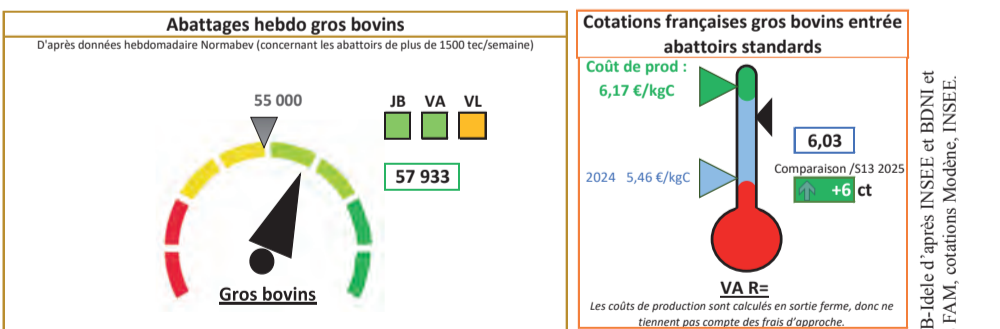 Abattages hebdo gros bovins
D'après données hebdomadaire Normabev (concernant les abattoirs de plus de 1500 tec/semaine)
55 000
JB VA VL
57 933
Gros bovins
Cotations françaises gros bovins entrée
abattoirs standards
Coût de prod :
6,17 €/kgC
6,03
Comparaison /S13 2025
2024 5,46 €/kgC
+6 ct
VA R=
Les coûts de production sont calculés en sortie ferme, donc ne
tiennent pas compte des frais d'approche.
B-Idele d'après INSEE et BDNI et
FAM, cotations Modène, INSEE.